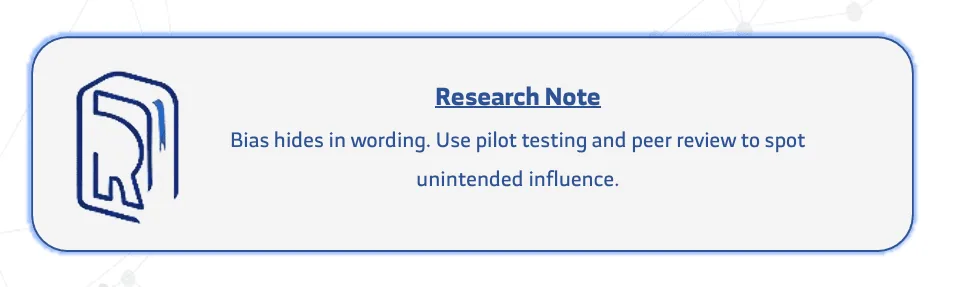 Research Note
Bias hides in wording. Use pilot testing and peer review to spot
unintended influence.